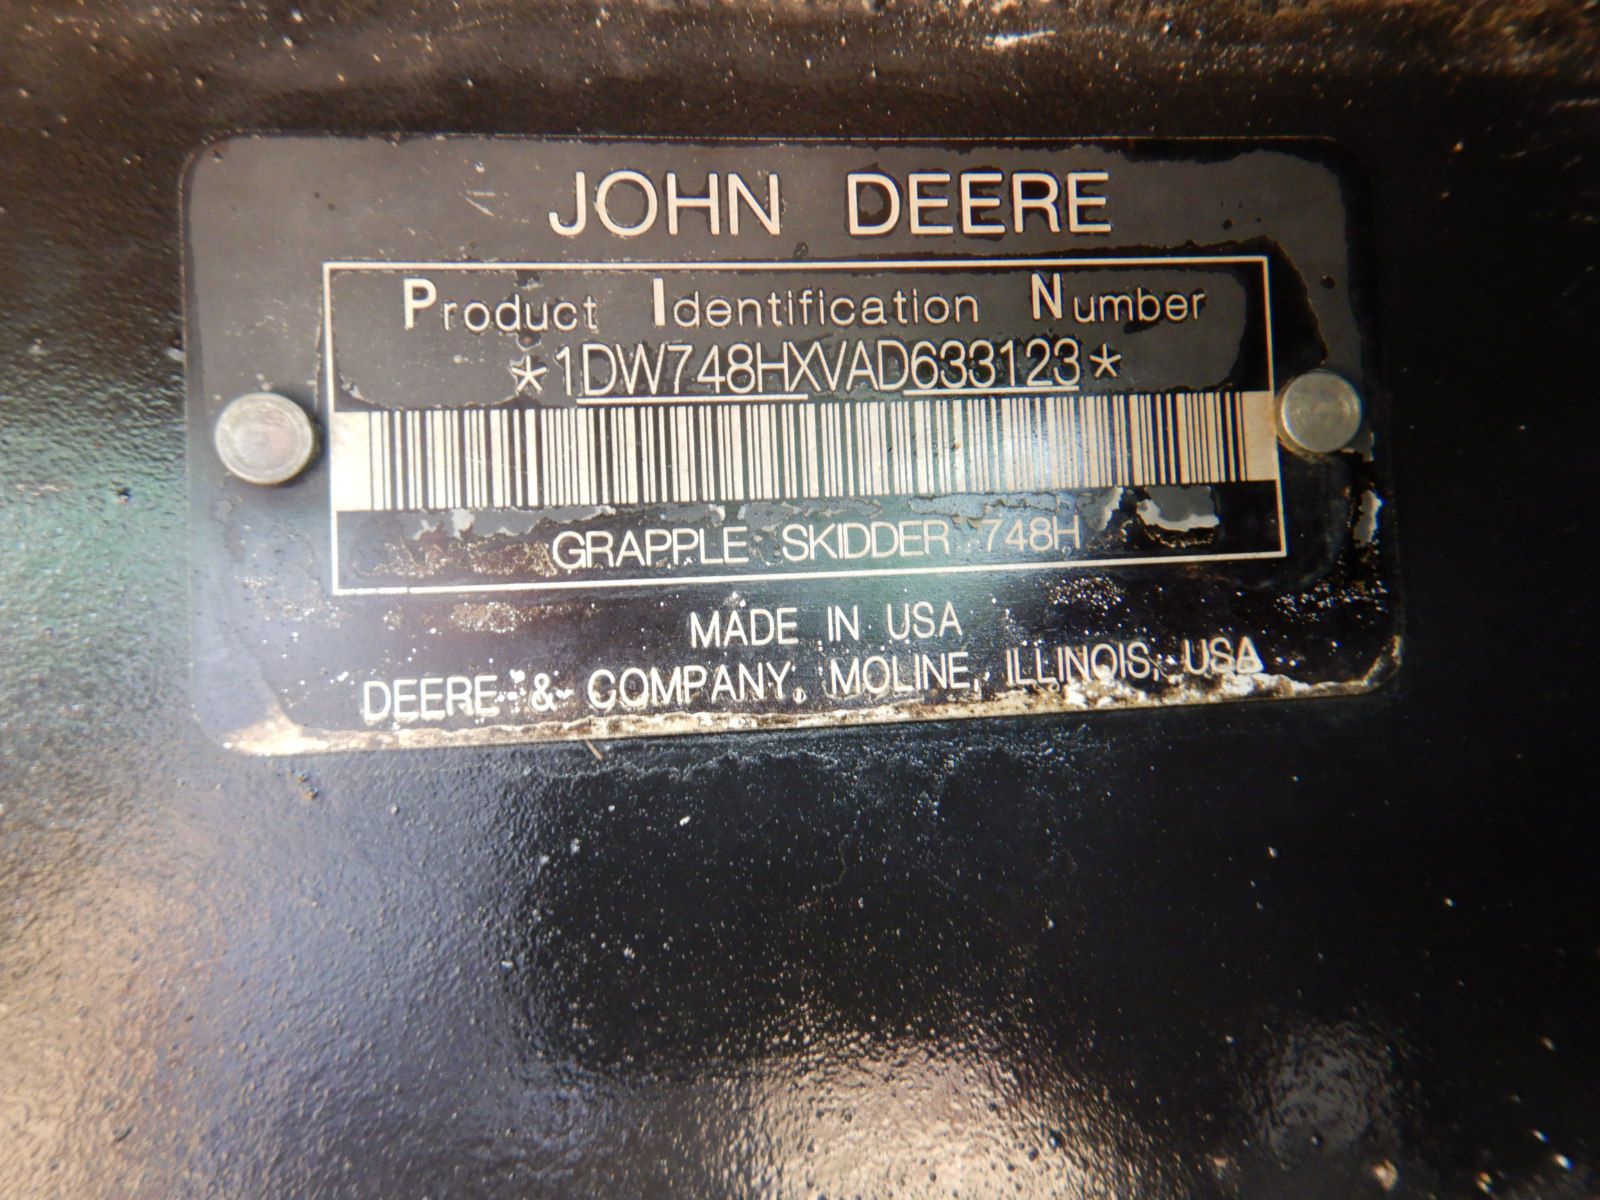 JOHN DEERE
Product Identification Number
*1DW748HXVAD633123*
GRAPPLE SKIDDER 748H
MADE IN USA
DEERE & COMPANY, MOLINE, ILLINOIS, USA